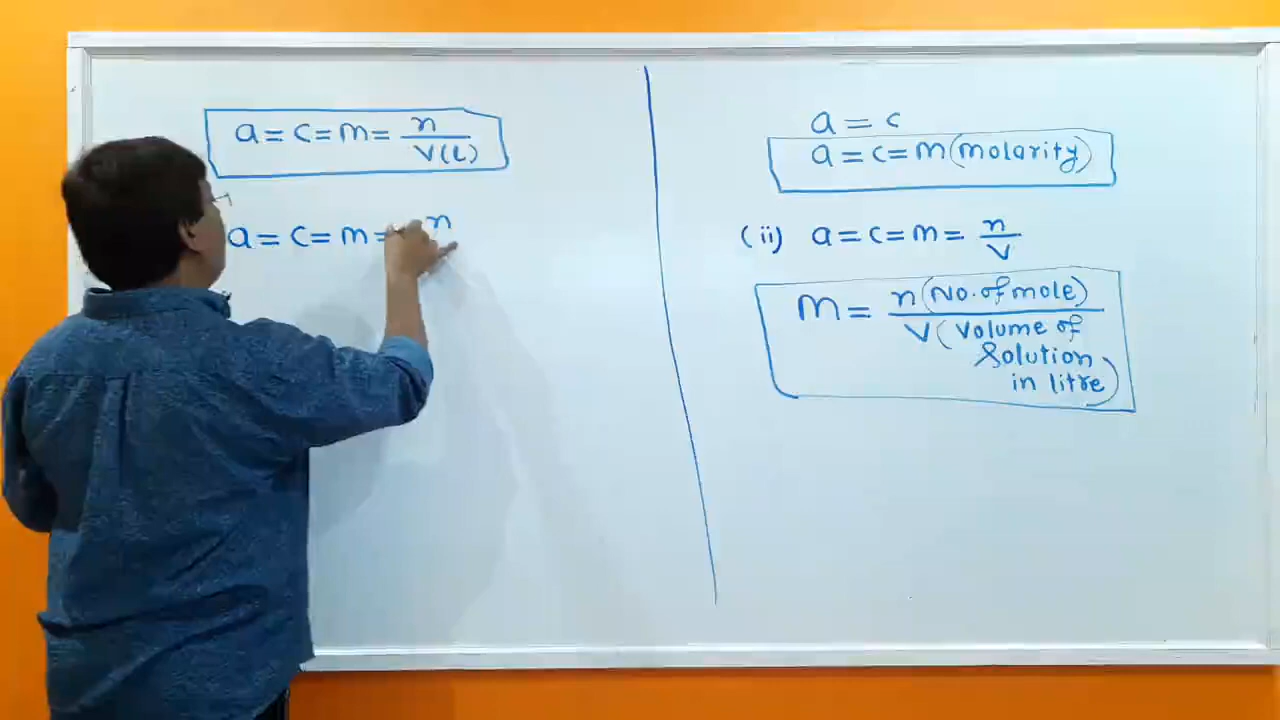 a = c = m = n / V(l)
a = c = m = n
a = c
a = c = m (molarity)
(ii) a = c = m = n / V
m = n (No. of mole) / V (Volume of
Solution
in litre)